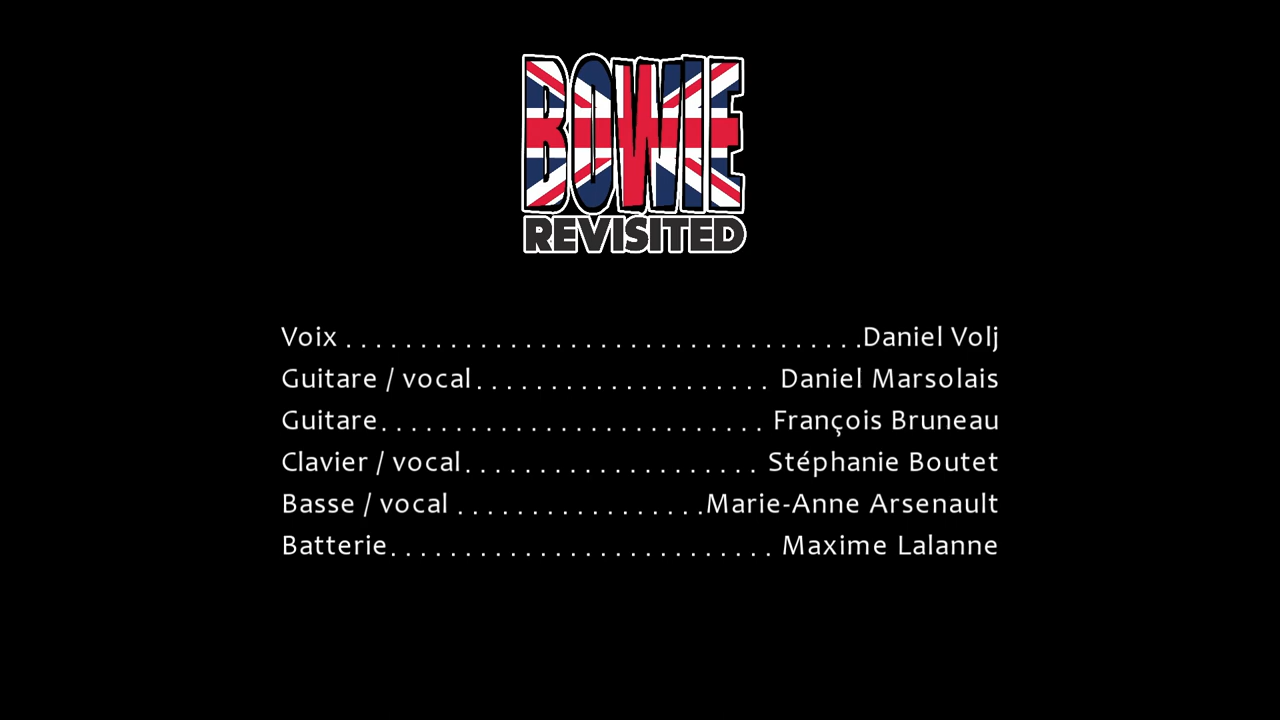 BOWIE
REVISITED
Voix . . . . . . . . . . . . . . . . . . . . . . . . . . . . . . . . . . .Daniel Volj
Guitare / vocal . . . . . . . . . . . . . . . . . . . . Daniel Marsolais
Guitare. . . . . . . . . . . . . . . . . . . . . . . . . . François Bruneau
Clavier / vocal. . . . . . . . . . . . . . . . . . . . Stéphanie Boutet
Basse / vocal . . . . . . . . . . . . . . . . .Marie-Anne Arsenault
Batterie. . . . . . . . . . . . . . . . . . . . . . . . . . Maxime Lalanne